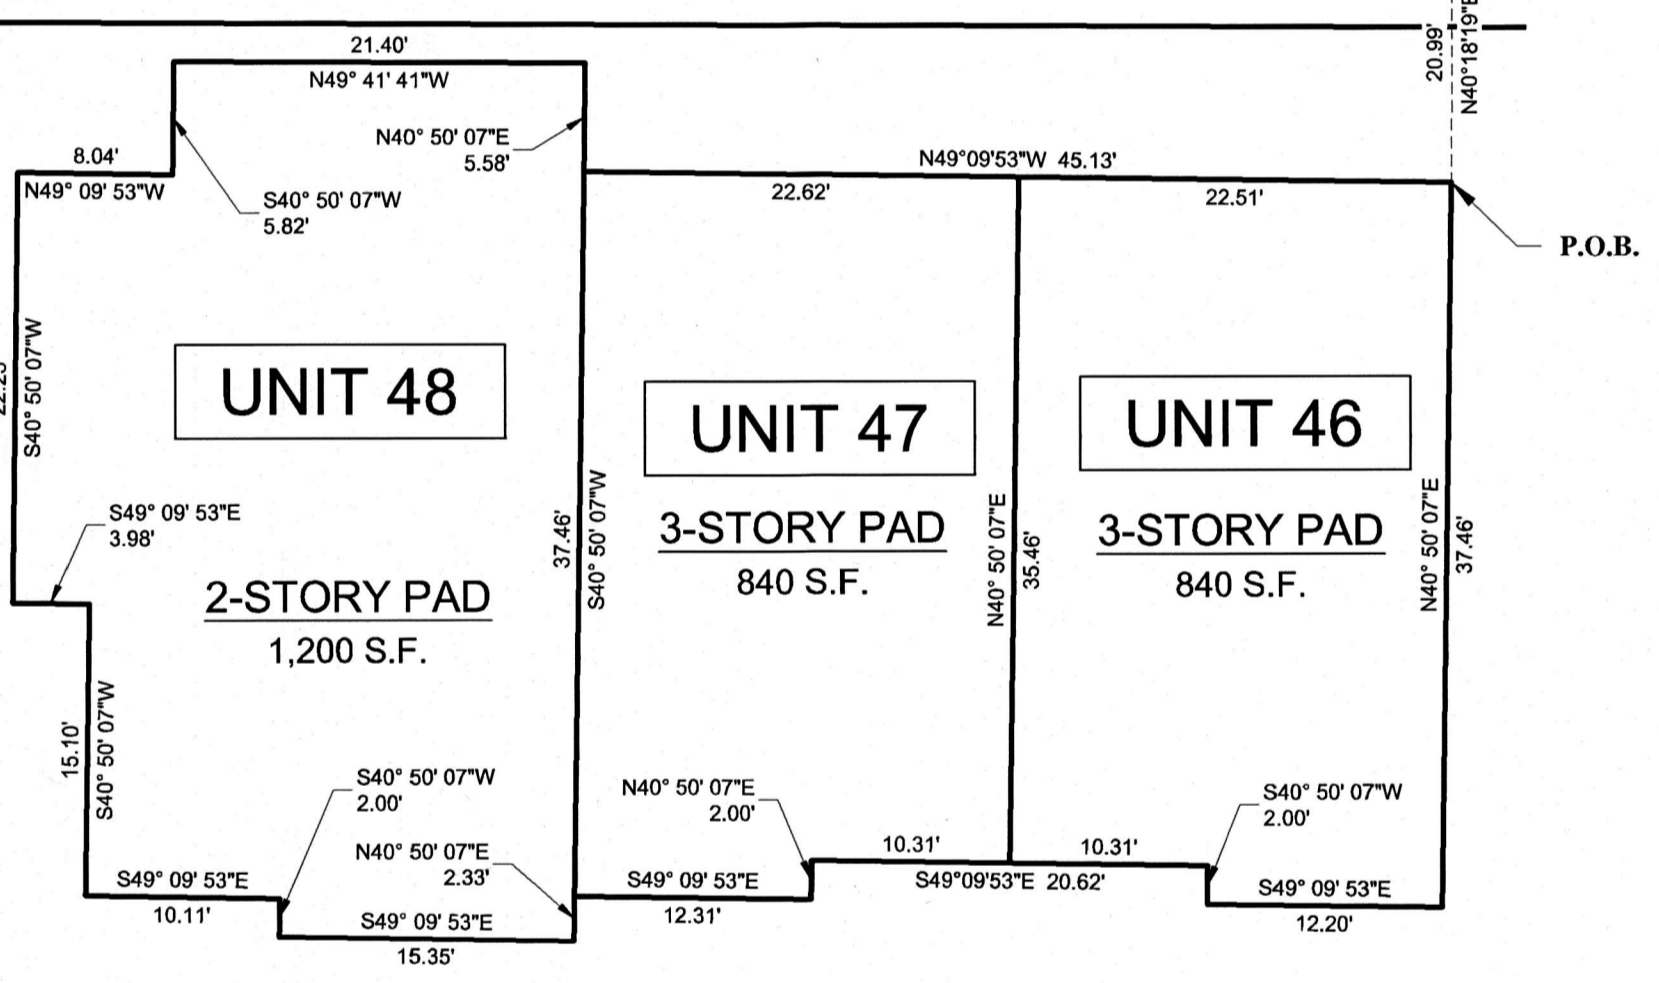 21.40'
N49° 41' 41"W
20.99'
N40°18'19"E
N40° 50' 07"E
5.58'
8.04'
N49° 09' 53"W
S40° 50' 07"W
5.82'
N49°09'53"W 45.13'
22.62'
22.51'
P.O.B.
S40° 50' 07"W
UNIT 48
UNIT 47
UNIT 46
S49° 09' 53"E
3.98'
37.46'
S40° 50' 07"W
3-STORY PAD
840 S.F.
N40° 50' 07"E
35.46'
3-STORY PAD
840 S.F.
N40° 50' 07"E
37.46'
2-STORY PAD
1,200 S.F.
15.10'
S40° 50' 07"W
S40° 50' 07"W
2.00'
N40° 50' 07"E
2.00'
S40° 50' 07"W
2.00'
N40° 50' 07"E
2.33'
10.31'
10.31'
S49° 09' 53"E
10.11'
S49° 09' 53"E
12.31'
S49°09'53"E 20.62'
S49° 09' 53"E
12.20'
S49° 09' 53"E
15.35'